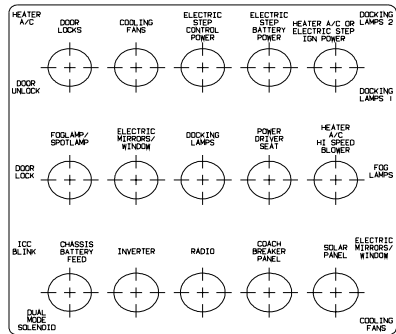 HEATER
A/C
DOOR
LOCKS
COOLING
FANS
ELECTRIC
STEP
CONTROL
POWER
ELECTRIC
STEP
BATTERY
POWER
HEATER A/C OR
ELECTRIC STEP
IGN POWER
DOCKING
LAMPS 2
DOOR
UNLOCK
DOCKING
LAMPS 1
FOGLAMP/
SPOTLAMP
ELECTRIC
MIRRORS/
WINDOW
DOCKING
LAMPS
POWER
DRIVER
SEAT
HEATER
A/C
HI SPEED
BLOWER
DOOR
LOCK
FOG
LAMPS
ICC
BLINK
CHASSIS
BATTERY
FEED
INVERTER
RADIO
COACH
BREAKER
PANEL
SOLAR
PANEL
ELECTRIC
MIRRORS/
WINDOW
DUAL
MODE
SOLENOID
COOLING
FANS